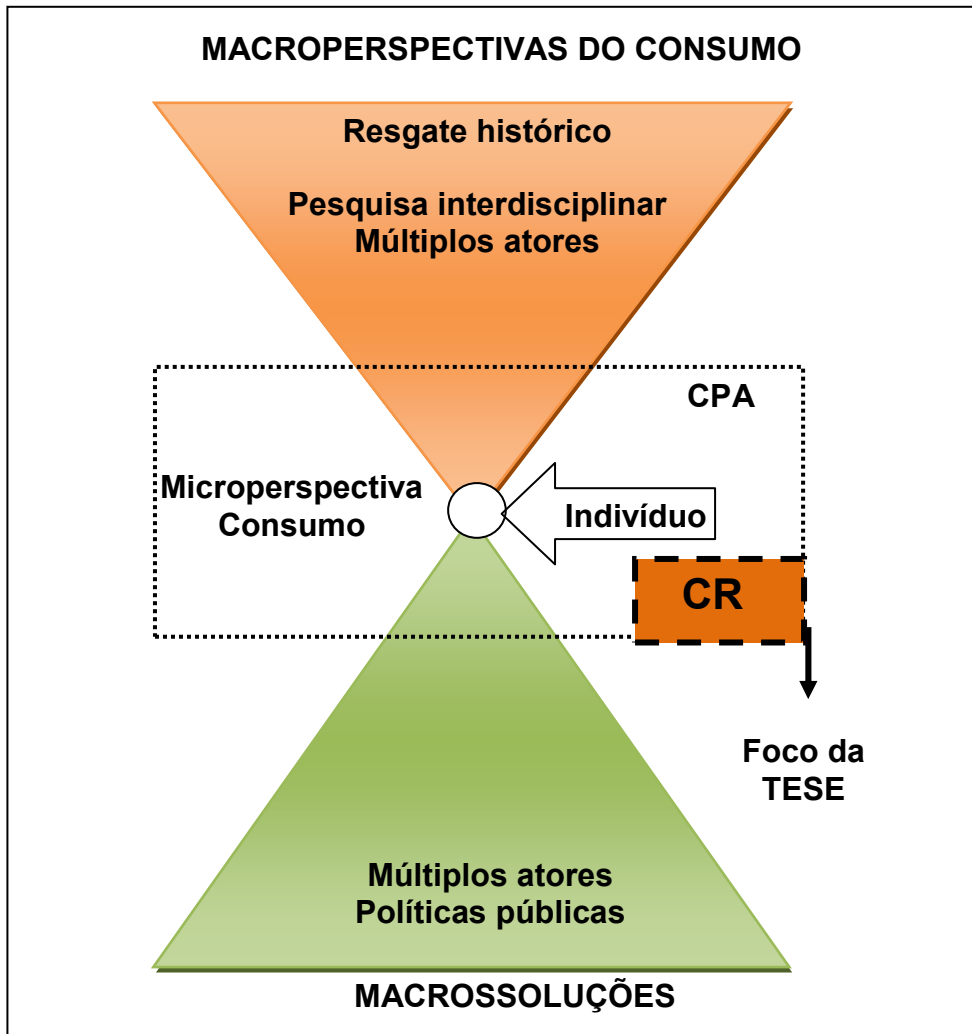 MACROPERSPECTIVAS DO CONSUMO
Resgate histórico
Pesquisa interdisciplinar
Múltiplos atores
CPA
Microperspectiva
Consumo
Indivíduo
CR
Foco da
TESE
Múltiplos atores
Políticas públicas
MACROSSOLUÇÕES